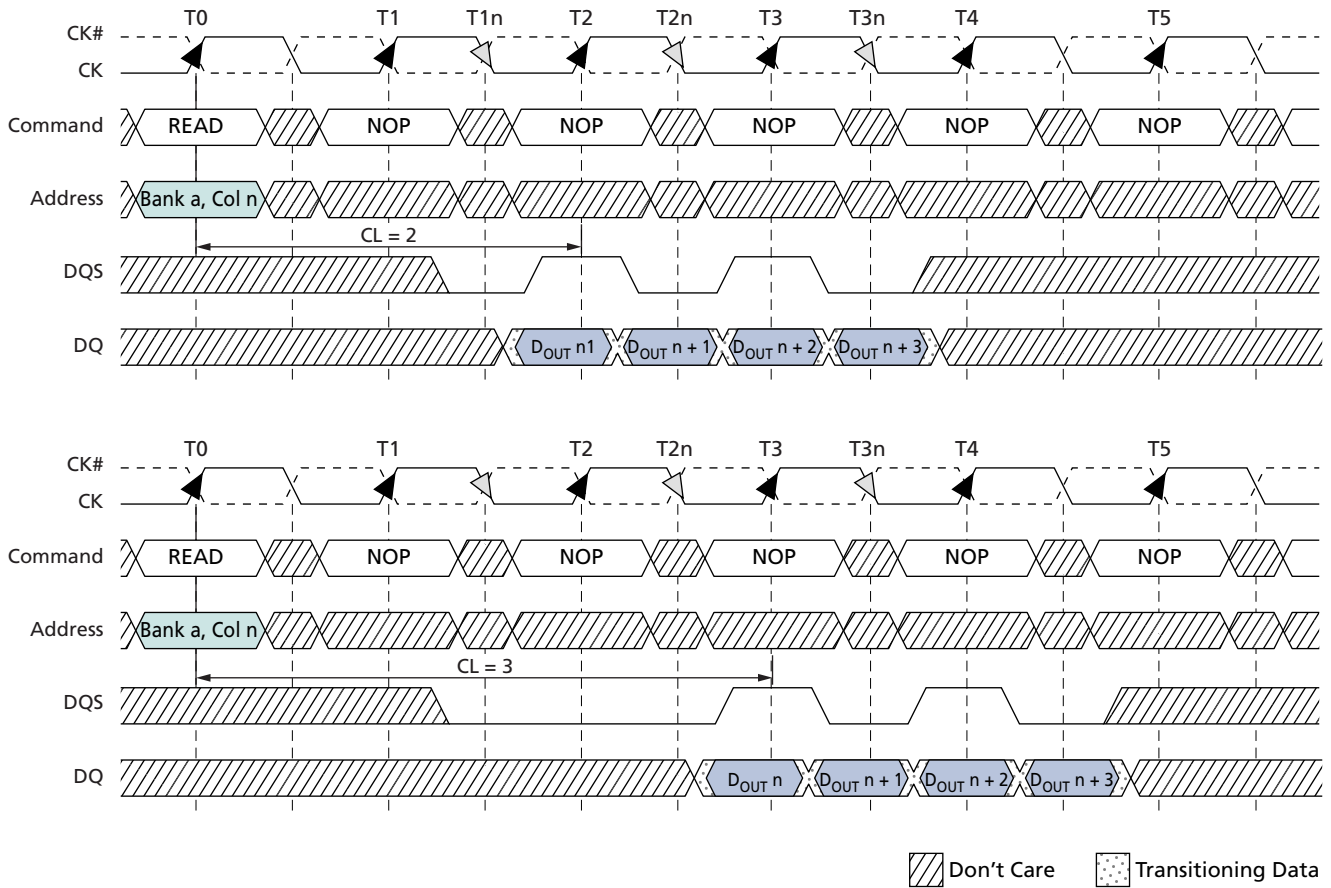 T0 T1 T1n T2 T2n T3 T3n T4 T5
CK#
CK
Command READ NOP NOP NOP NOP NOP
Address Bank a, Col n
CL = 2
DQS
DQ DOUT n1 DOUT n + 1 DOUT n + 2 DOUT n + 3
T0 T1 T2 T2n T3 T3n T4 T5
CK#
CK
Command READ NOP NOP NOP NOP NOP
Address Bank a, Col n
CL = 3
DQS
DQ DOUT n DOUT n + 1 DOUT n + 2 DOUT n + 3
Don't Care Transitioning Data